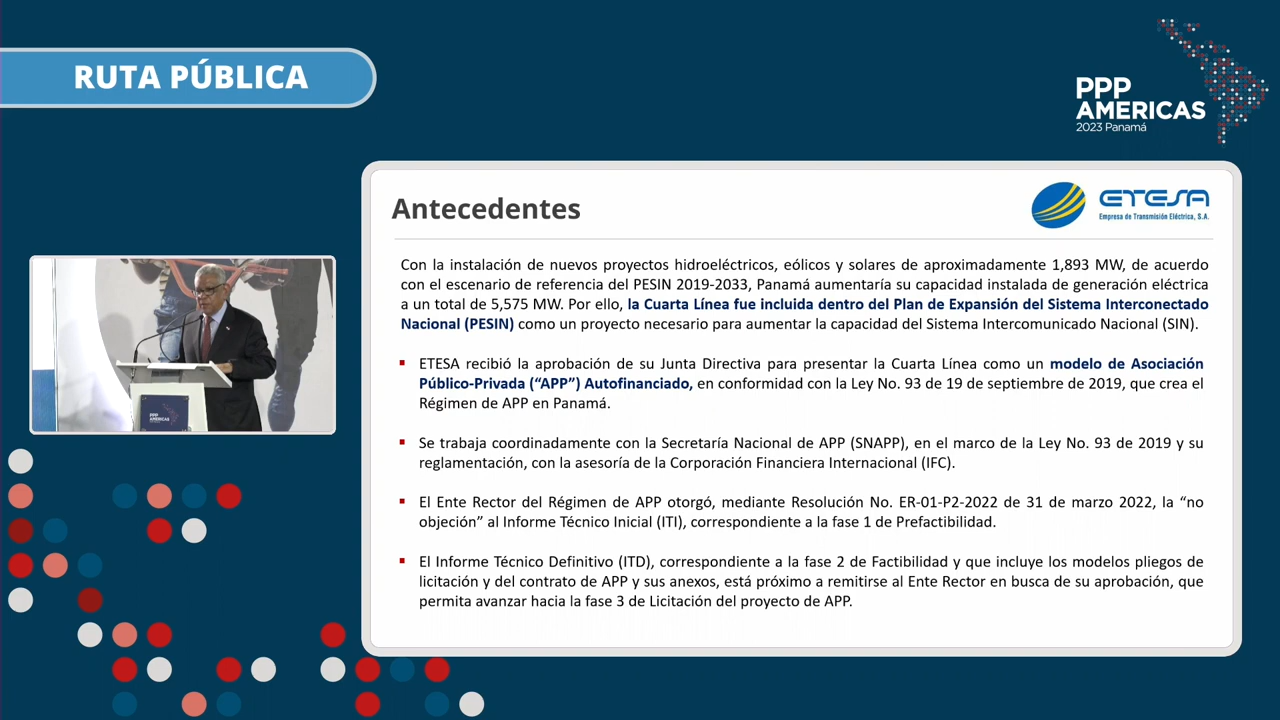 RUTA PÚBLICA
PPP
AMERICAS
2023 Panamá
Antecedentes
ETESA
Empresa de Transmisión Eléctrica, S.A.
Con la instalación de nuevos proyectos hidroeléctricos, eólicos y solares de aproximadamente 1,893 MW, de acuerdo
con el escenario de referencia del PESIN 2019-2033, Panamá aumentaría su capacidad instalada de generación eléctrica
a un total de 5,575 MW. Por ello, la Cuarta Línea fue incluida dentro del Plan de Expansión del Sistema Interconectado
Nacional (PESIN) como un proyecto necesario para aumentar la capacidad del Sistema Intercomunicado Nacional (SIN).
▪ ETESA recibió la aprobación de su Junta Directiva para presentar la Cuarta Línea como un modelo de Asociación
Público-Privada (“APP”) Autofinanciado, en conformidad con la Ley No. 93 de 19 de septiembre de 2019, que crea el
Régimen de APP en Panamá.
▪ Se trabaja coordinadamente con la Secretaría Nacional de APP (SNAPP), en el marco de la Ley No. 93 de 2019 y su
reglamentación, con la asesoría de la Corporación Financiera Internacional (IFC).
▪ El Ente Rector del Régimen de APP otorgó, mediante Resolución No. ER-01-P2-2022 de 31 de marzo 2022, la “no
objeción” al Informe Técnico Inicial (ITI), correspondiente a la fase 1 de Prefactibilidad.
▪ El Informe Técnico Definitivo (ITD), correspondiente a la fase 2 de Factibilidad y que incluye los modelos pliegos de
licitación y del contrato de APP y sus anexos, está próximo a remitirse al Ente Rector en busca de su aprobación, que
permita avanzar hacia la fase 3 de Licitación del proyecto de APP.
PPP
AMERICAS